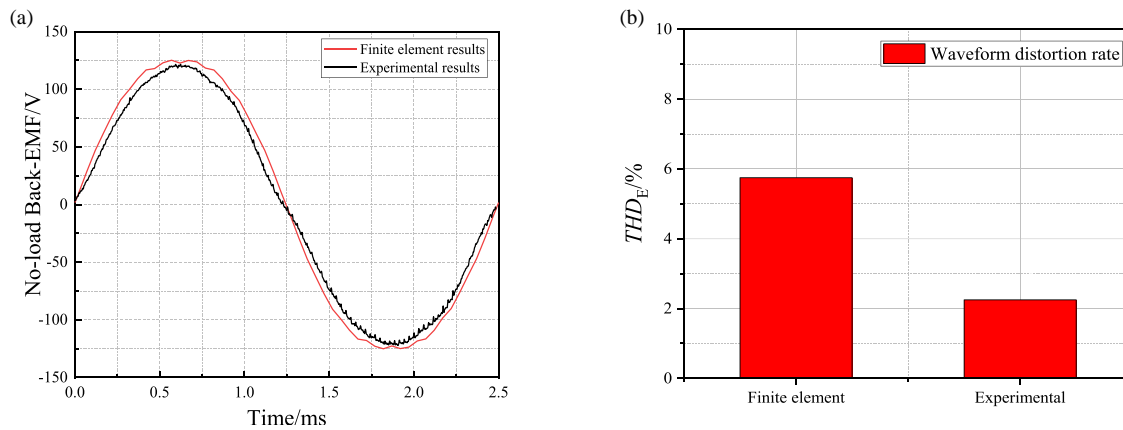 (a)
150
100
50
0
-50
-100
-150
0.0 0.5 1.0 1.5 2.0 2.5
No-load Back-EMF/V
Time/ms
Finite element results
Experimental results
(b)
10
8
6
4
2
0
THD_E/%
Waveform distortion rate
Finite element Experimental